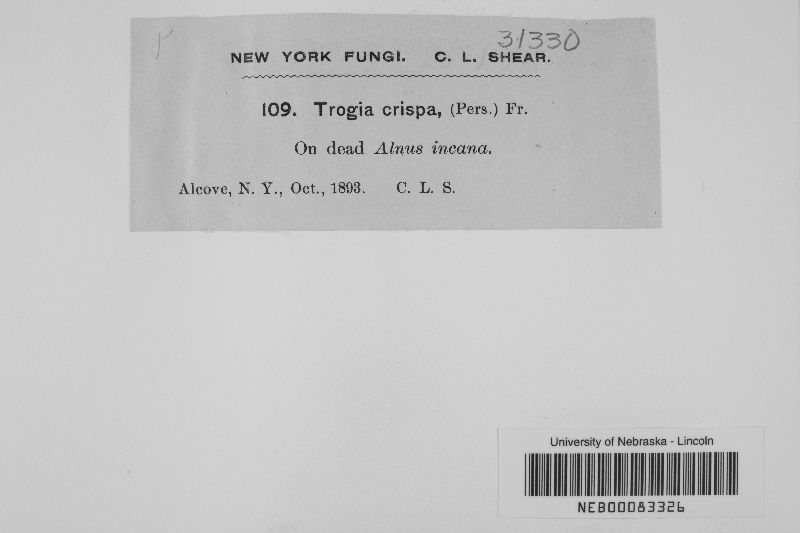 31330
NEW YORK FUNGI. C. L. SHEAR.
109. Trogia crispa, (Pers.) Fr.
On dead Alnus incana.
Alcove, N. Y., Oct., 1893. C. L. S.
University of Nebraska - Lincoln
NEB00083326